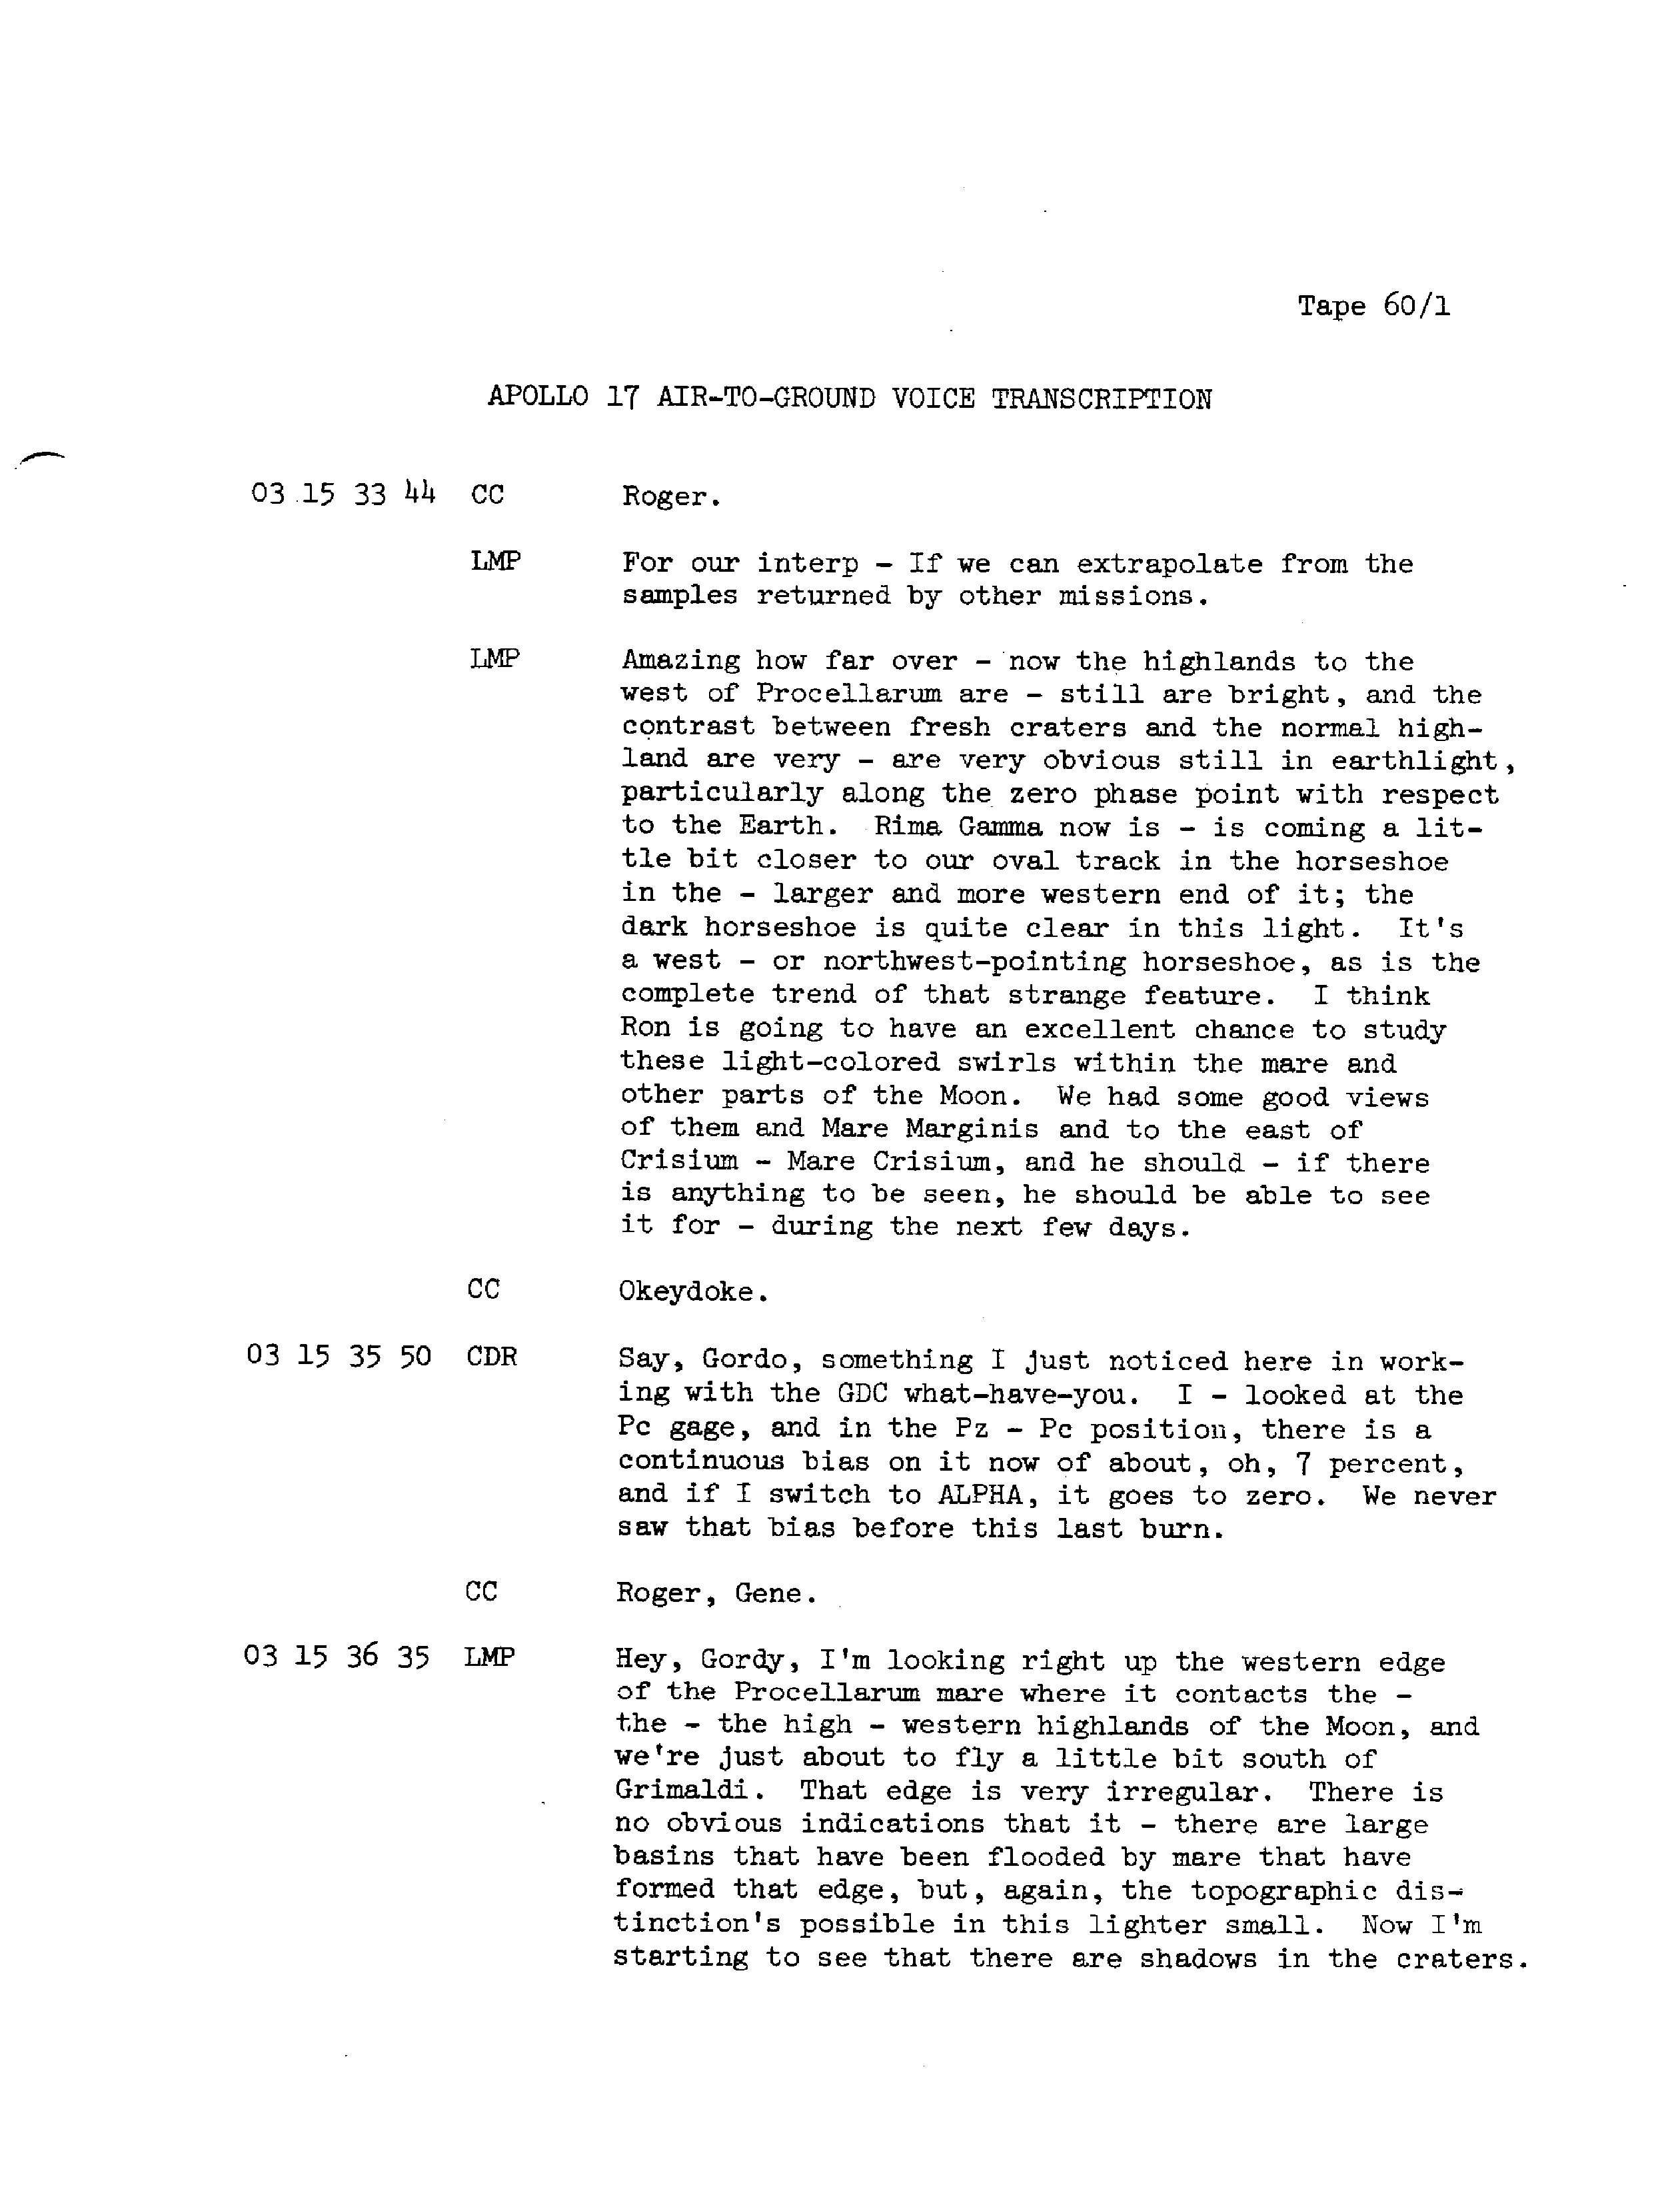 Tape 60/1
APOLLO 17 AIR-TO-GROUND VOICE TRANSCRIPTION
03 15 33 44 CC Roger.
LMP For our interp - If we can extrapolate from the
samples returned by other missions.
LMP Amazing how far over - now the highlands to the
west of Procellarum are - still are bright, and the
contrast between fresh craters and the normal high-
land are very - are very obvious still in earthlight,
particularly along the zero phase point with respect
to the Earth. Rima Gamma now is - is coming a lit-
tle bit closer to our oval track in the horseshoe
in the - larger and more western end of it; the
dark horseshoe is quite clear in this light. It's
a west - or northwest-pointing horseshoe, as is the
complete trend of that strange feature. I think
Ron is going to have an excellent chance to study
these light-colored swirls within the mare and
other parts of the Moon. We had some good views
of them and Mare Marginis and to the east of
Crisium - Mare Crisium, and he should - if there
is anything to be seen, he should be able to see
it for - during the next few days.
CC Okeydoke.
03 15 35 50 CDR Say, Gordo, something I just noticed here in work-
ing with the GDC what-have-you. I - looked at the
Pc gage, and in the Pz - Pc position, there is a
continuous bias on it now of about, oh, 7 percent,
and if I switch to ALPHA, it goes to zero. We never
saw that bias before this last burn.
CC Roger, Gene.
03 15 36 35 LMP Hey, Gordy, I'm looking right up the western edge
of the Procellarum mare where it contacts the -
the - the high - western highlands of the Moon, and
we're just about to fly a little bit south of
Grimaldi. That edge is very irregular. There is
no obvious indications that it - there are large
basins that have been flooded by mare that have
formed that edge, but, again, the topographic dis-
tinction's possible in this lighter small. Now I'm
starting to see that there are shadows in the craters.